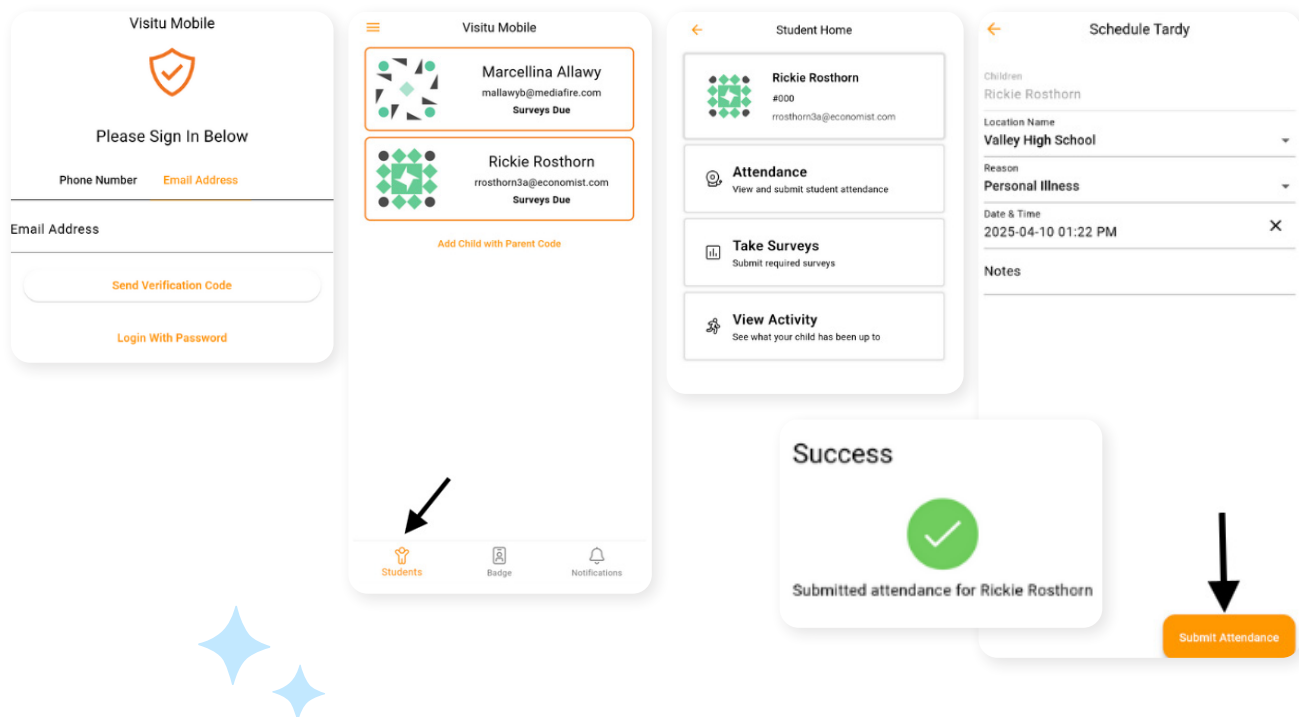 Visitu Mobile
Please Sign In Below
Phone Number Email Address
Email Address
Send Verification Code
Login With Password
Visitu Mobile
Marcellina Allawy
mallawyb@mediafire.com
Surveys Due
Rickie Rosthorn
rrosthorn3a@economist.com
Surveys Due
Add Child with Parent Code
Students Badge Notifications
Student Home
Rickie Rosthorn
#000
rrosthorn3a@economist.com
Attendance
View and submit student attendance
Take Surveys
Submit required surveys
View Activity
See what your child has been up to
Schedule Tardy
Children
Rickie Rosthorn
Location Name
Valley High School
Reason
Personal Illness
Date & Time
2025-04-10 01:22 PM
Notes
Submit Attendance
Success
Submitted attendance for Rickie Rosthorn